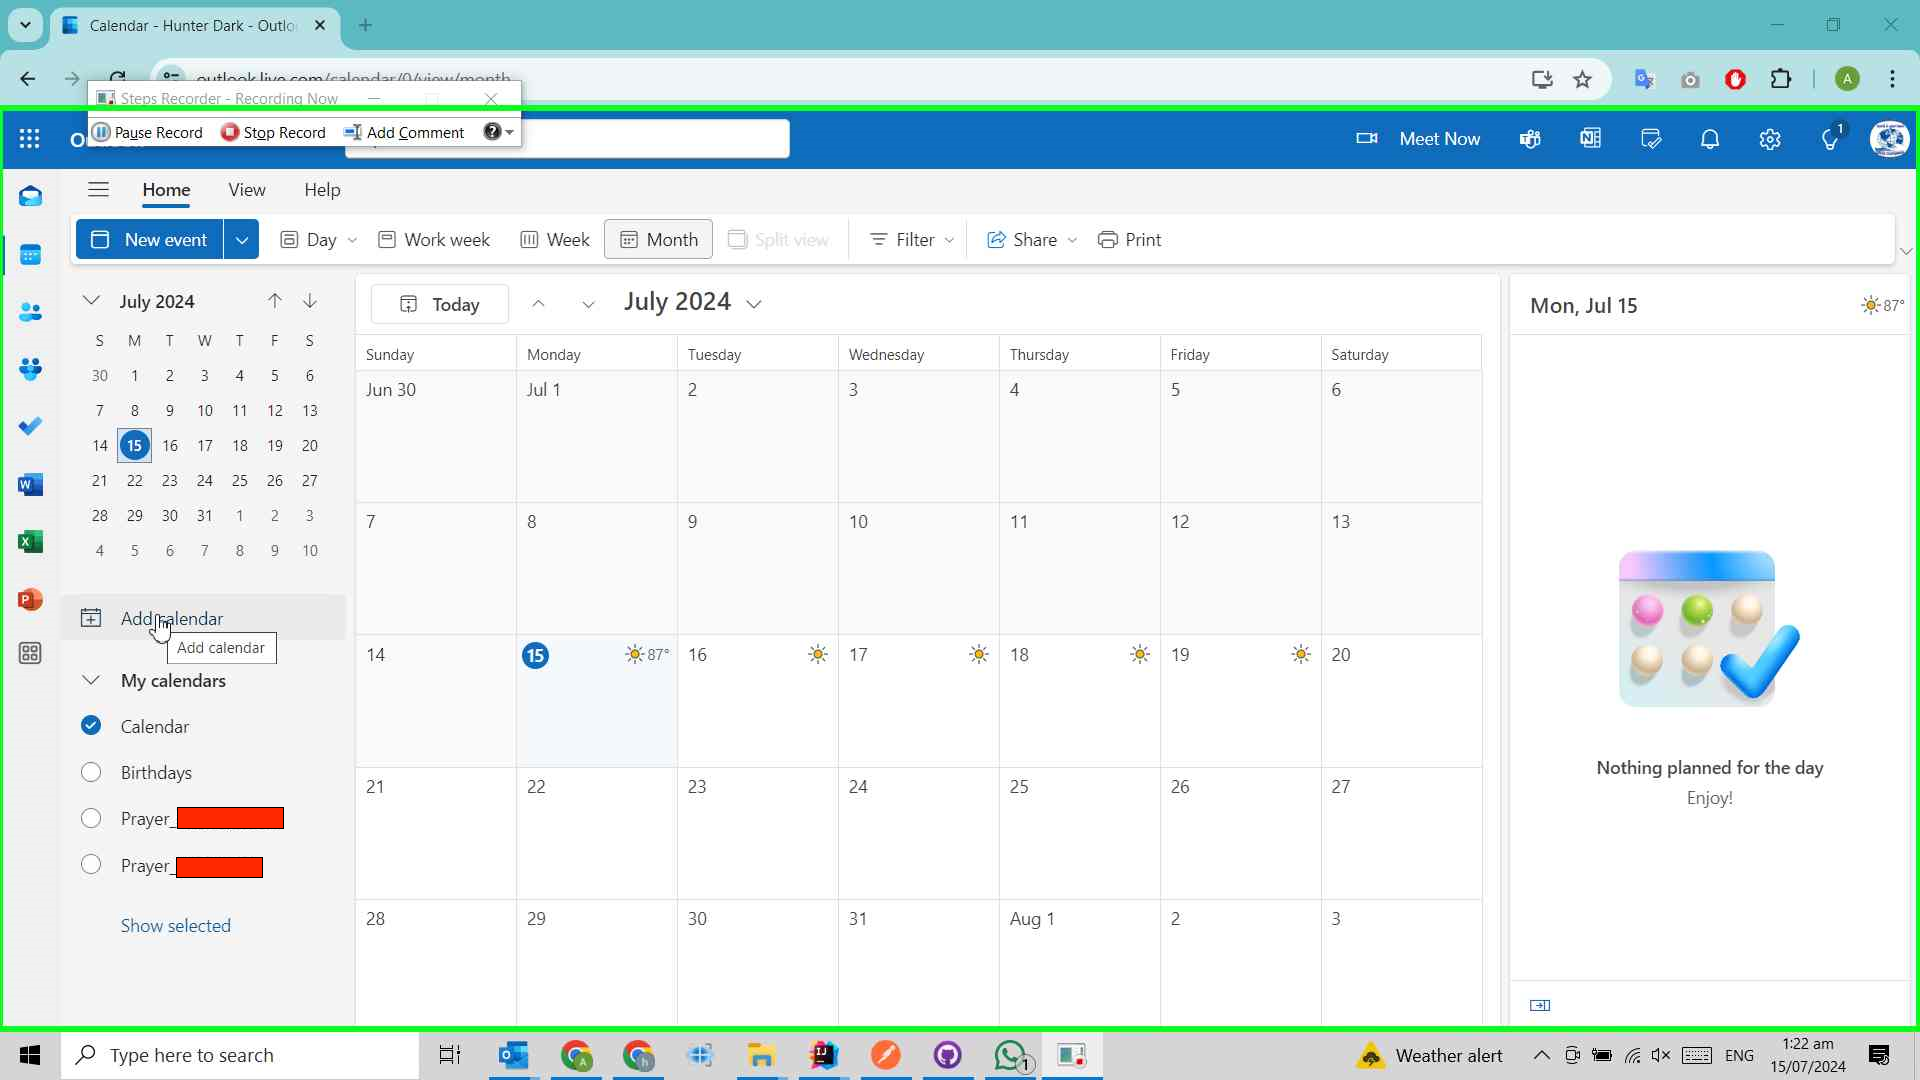 Calendar - Hunter Dark - Outlo
outlook.live.com/calendar/0/view/month
A
Steps Recorder - Recording Now
Pause Record Stop Record Add Comment
Meet Now
1
Home View Help
New event Day Work week Week Month Split view Filter Share Print
July 2024
S M T W T F S
30 1 2 3 4 5 6
7 8 9 10 11 12 13
14 15 16 17 18 19 20
21 22 23 24 25 26 27
28 29 30 31 1 2 3
4 5 6 7 8 9 10
Add calendar
Add calendar
My calendars
Calendar
Birthdays
Prayer_
Prayer_
Show selected
Today July 2024
Sunday Monday Tuesday Wednesday Thursday Friday Saturday
Jun 30 Jul 1 2 3 4 5 6
7 8 9 10 11 12 13
14 15 87° 16 17 18 19 20
21 22 23 24 25 26 27
28 29 30 31 Aug 1 2 3
Mon, Jul 15 87°
Nothing planned for the day
Enjoy!
Type here to search
Weather alert
ENG
1:22 am
15/07/2024